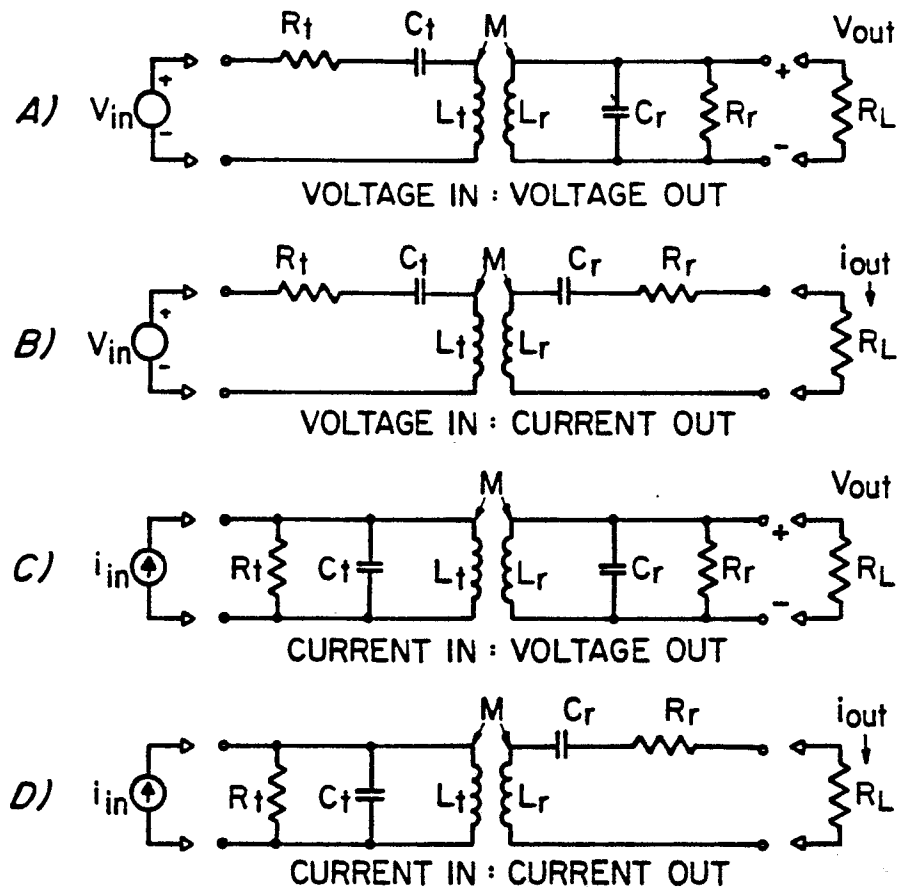 Rt Ct M Vout
A) Vin + - Lt Lr Cr Rr + - RL
VOLTAGE IN : VOLTAGE OUT
Rt Ct M Cr Rr iout
B) Vin + - Lt Lr RL
VOLTAGE IN : CURRENT OUT
M Vout
C) iin Rt Ct Lt Lr Cr Rr + - RL
CURRENT IN : VOLTAGE OUT
M Cr Rr iout
D) iin Rt Ct Lt Lr RL
CURRENT IN : CURRENT OUT